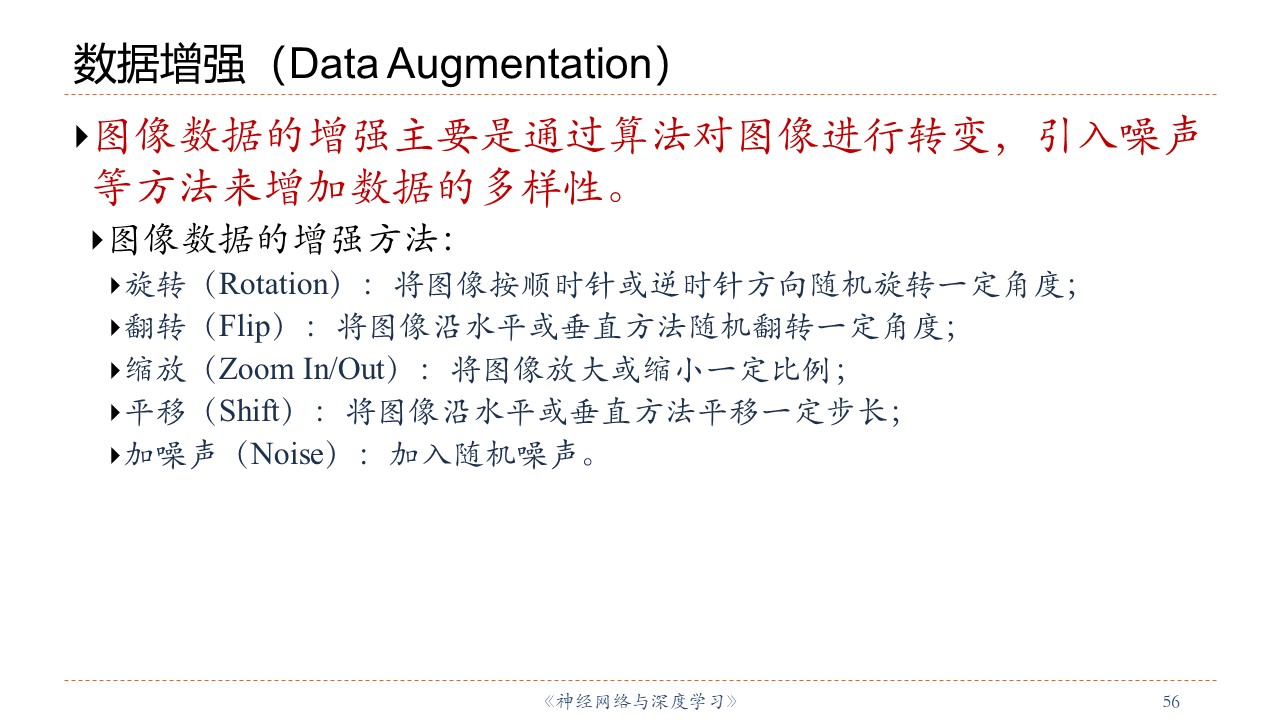 数据增强（Data Augmentation）
图像数据的增强主要是通过算法对图像进行转变，引入噪声
等方法来增加数据的多样性。
图像数据的增强方法：
旋转（Rotation）：将图像按顺时针或逆时针方向随机旋转一定角度；
翻转（Flip）：将图像沿水平或垂直方法随机翻转一定角度；
缩放（Zoom In/Out）：将图像放大或缩小一定比例；
平移（Shift）：将图像沿水平或垂直方法平移一定步长；
加噪声（Noise）：加入随机噪声。
《神经网络与深度学习》
56